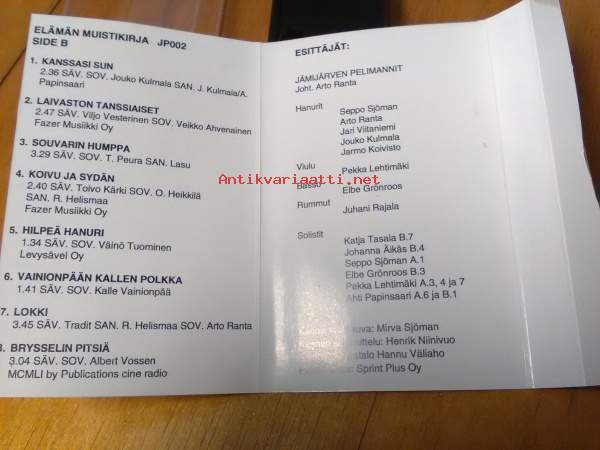 ELÄMÄN MUISTIKIRJA JP002
SIDE B
1. KANSSASI SUN
2.36 SÄV. SOV. Jouko Kulmala SAN. J. Kulmala/A.
Papinsaari
2. LAIVASTON TANSSIAISET
2.47 SÄV. Viljo Vesterinen SOV. Veikko Ahvenainen
Fazer Musiikki Oy
3. SOUVARIN HUMPPA
3.29 SÄV. SOV. T. Peura SAN. Lasu
4. KOIVU JA SYDÄN
2.40 SÄV. Toivo Kärki SOV. O. Heikkilä
SAN. R. Helismaa
Fazer Musiikki Oy
5. HILPEÄ HANURI
1.34 SÄV. SOV. Väinö Tuominen
Levysävel Oy
6. VAINIONPÄÄN KALLEN POLKKA
1.41 SÄV. SOV. Kalle Vainionpää
7. LOKKI
3.45 SÄV. Tradit SAN. R. Helismaa SOV. Arto Ranta
8. BRYSSELIN PITSIÄ
3.04 SÄV. SOV. Albert Vossen
MCMLI by Publications cine radio
ESITTÄJÄT:
JÄMIJÄRVEN PELIMANNIT
Joht. Arto Ranta
Hanurit
Seppo Sjöman
Arto Ranta
Jari Viitaniemi
Jouko Kulmala
Jarmo Koivisto
Viulu Pekka Lehtimäki
Antikvariaatti.net
Basso Elbe Grönroos
Rummut Juhani Rajala
Solistit
Katja Tasala B.7
Johanna Äikäs B.4
Seppo Sjöman A.1
Elbe Grönroos B.3
Pekka Lehtimäki A.3, 4 ja 7
Ahti Papinsaari A.6 ja B.1
Mirva Sjöman
Henrik Niinivuo
Hannu Väliaho
Sprint Plus Oy